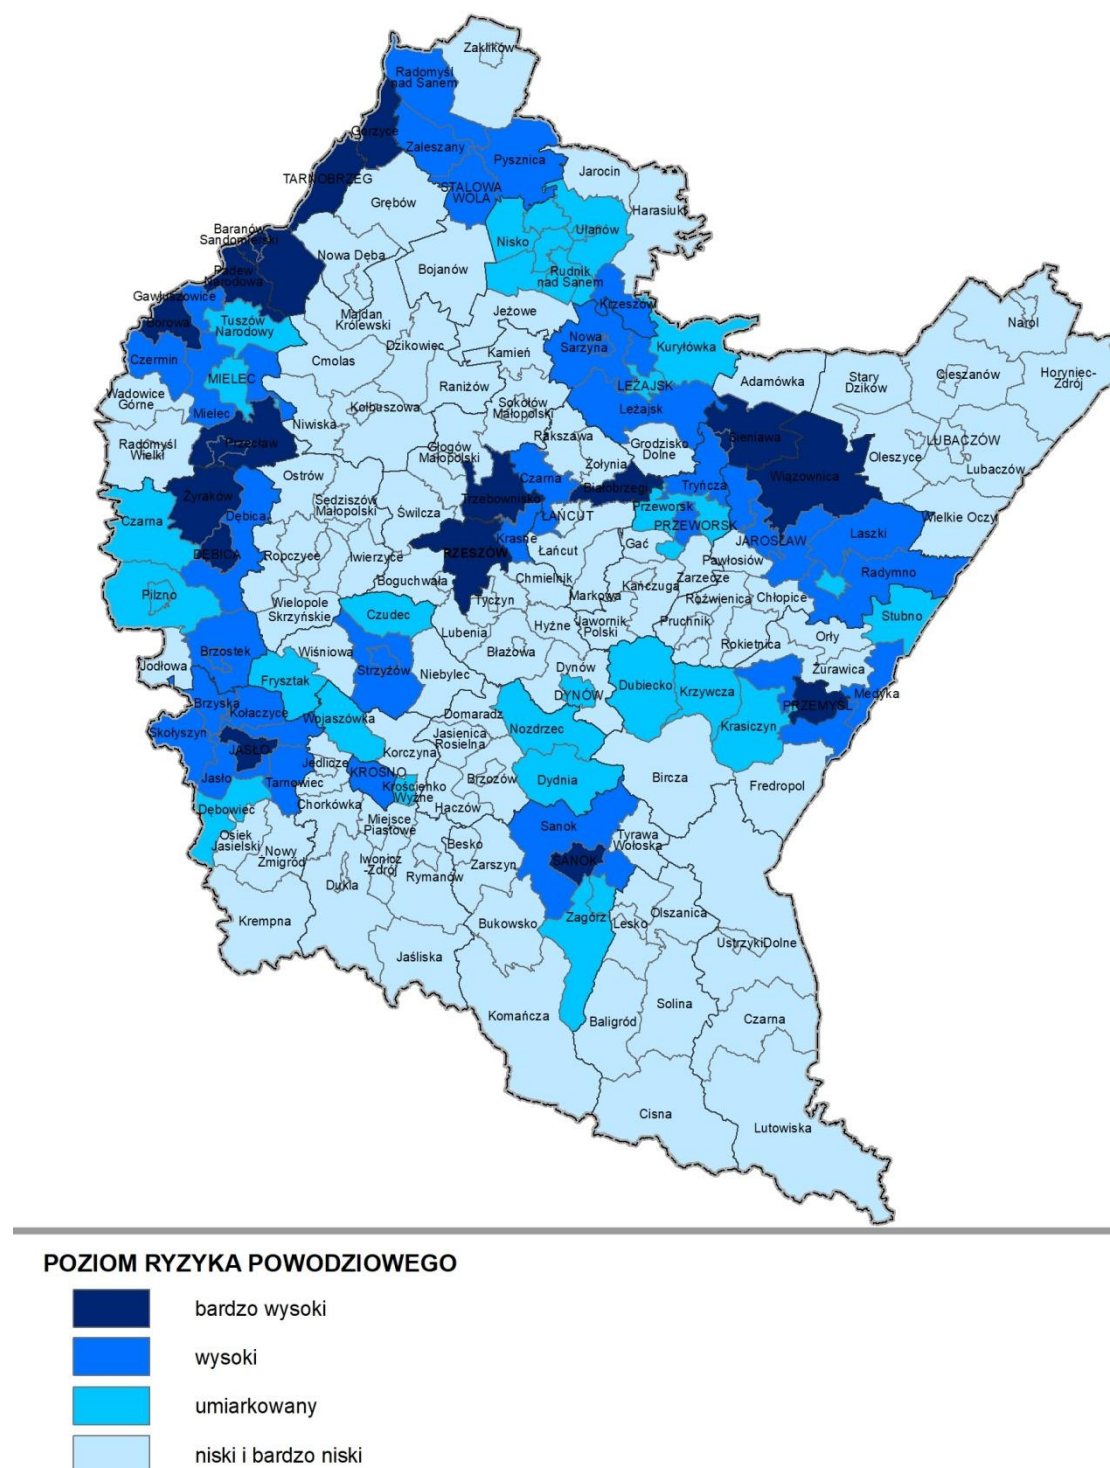 Zaklików
Radomyśl
nad Sanem
Gorzyce
Zaleszany
Pysznica
TARNOBRZEG
STALOWA
WOLA
Jarocin
Harasiuk
Grębów
Baranów
Sandomierski
Nisko
Ulanów
Nowa Dęba
Bojanów
Rudnik
nad Sanem
Padew
Narodowa
Gawłuszowice
Borowa
Tuszów
Narodowy
Majdan
Królewski
Jeżowe
Krzeszów
Narol
Czermin
Cmolas
Dzikowiec
Kamień
Nowa
Sarzyna
Kuryłówka
MIELEC
Wadowice
Górne
Mielec
Niwiska
Kolbuszowa
Raniżów
Sokołów
Małopolski
LEŻAJSK
Leżajsk
Adamówka
Stary
Dzików
Cieszanów
Horyniec-
Zdrój
Radomyśl
Wielki
Przecław
Głogów
Małopolski
Rakszawa
Grodzisko
Dolne
Sieniawa
Oleszyce
LUBACZÓW
Lubaczów
Ostrów
Żołynia
Wiązownica
Żyraków
Sędziszów
Małopolski
Trzebownisko
Czarna
Białobrzegi
Tryńcza
Czarna
Dębica
Świlcza
ŁAŃCUT
Przeworsk
PRZEWORSK
Wielkie Oczy
DĘBICA
Ropczyce
Iwierzyce
RZESZÓW
Krasne
Łańcut
Gać
JAROSŁAW
Laszki
Pawłosiów
Pilzno
Boguchwała
Chmielnik
Kańczuga
Zarzecze
Radymno
Wielopole
Skrzyńskie
Tyczyn
Markowa
Roźwienica
Chłopice
Czudec
Lubenia
Hyżne
Jawornik
Polski
Pruchnik
Stubno
Jodłowa
Brzostek
Wiśniowa
Strzyżów
Błażowa
Rokietnica
Orły
Żurawica
Frysztak
Niebylec
Dynów
DYNÓW
Dubiecko
Krzywcza
PRZEMYŚL
Medyka
Brzyska
Kołaczyce
Wojaszówka
Domaradz
Nozdrzec
Krasiczyn
Skołyszyn
JASŁO
Jasienica
Rosielna
Jedlicze
Korczyna
Jasło
Tarnowiec
KROSNO
Krościenko
Wyżne
Brzozów
Dydnia
Bircza
Fredropol
Dębowiec
Chorkówka
Haczów
Osiek
Jasielski
Nowy
Żmigród
Miejsce
Piastowe
Besko
Sanok
Tyrawa
Wołoska
Iwonicz
-Zdrój
Rymanów
Zarszyn
SANOK
Dukla
Krempna
Bukowsko
Zagórz
Lesko
Olszanica
UstrzykiDolne
Jaśliska
Komańcza
Baligród
Solina
Czarna
Cisna
Lutowiska
POZIOM RYZYKA POWODZIOWEGO
bardzo wysoki
wysoki
umiarkowany
niski i bardzo niski